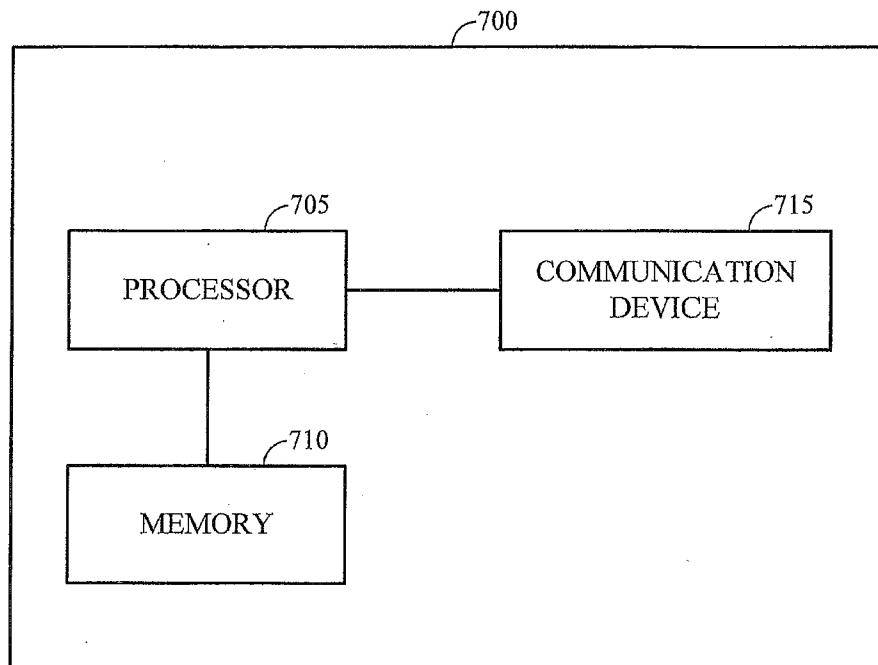 700
705
715
PROCESSOR
COMMUNICATION
DEVICE
710
MEMORY